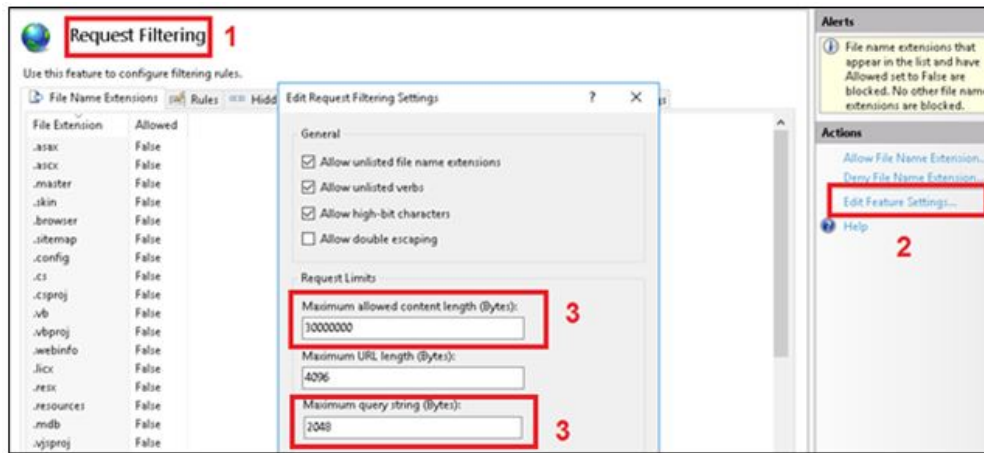 Request Filtering 1
Use this feature to configure filtering rules.
File Name Extensions Rules Hidd
File Extension Allowed
.asax False
.ascx False
.master False
.skin False
.browser False
.sitemap False
.config False
.cs False
.csproj False
.vb False
.vbproj False
.webinfo False
.licx False
.resx False
.resources False
.mdb False
.vjsproj False
Edit Request Filtering Settings ? ×
General
Allow unlisted file name extensions
Allow unlisted verbs
Allow high-bit characters
Allow double escaping
Request Limits
Maximum allowed content length (Bytes):
30000000
3
Maximum URL length (Bytes):
4096
Maximum query string (Bytes):
2048
3
Alerts
File name extensions that
appear in the list and have
Allowed set to False are
blocked. No other file name
extensions are blocked.
Actions
Allow File Name Extension...
Deny File Name Extension...
Edit Feature Settings...
Help
2